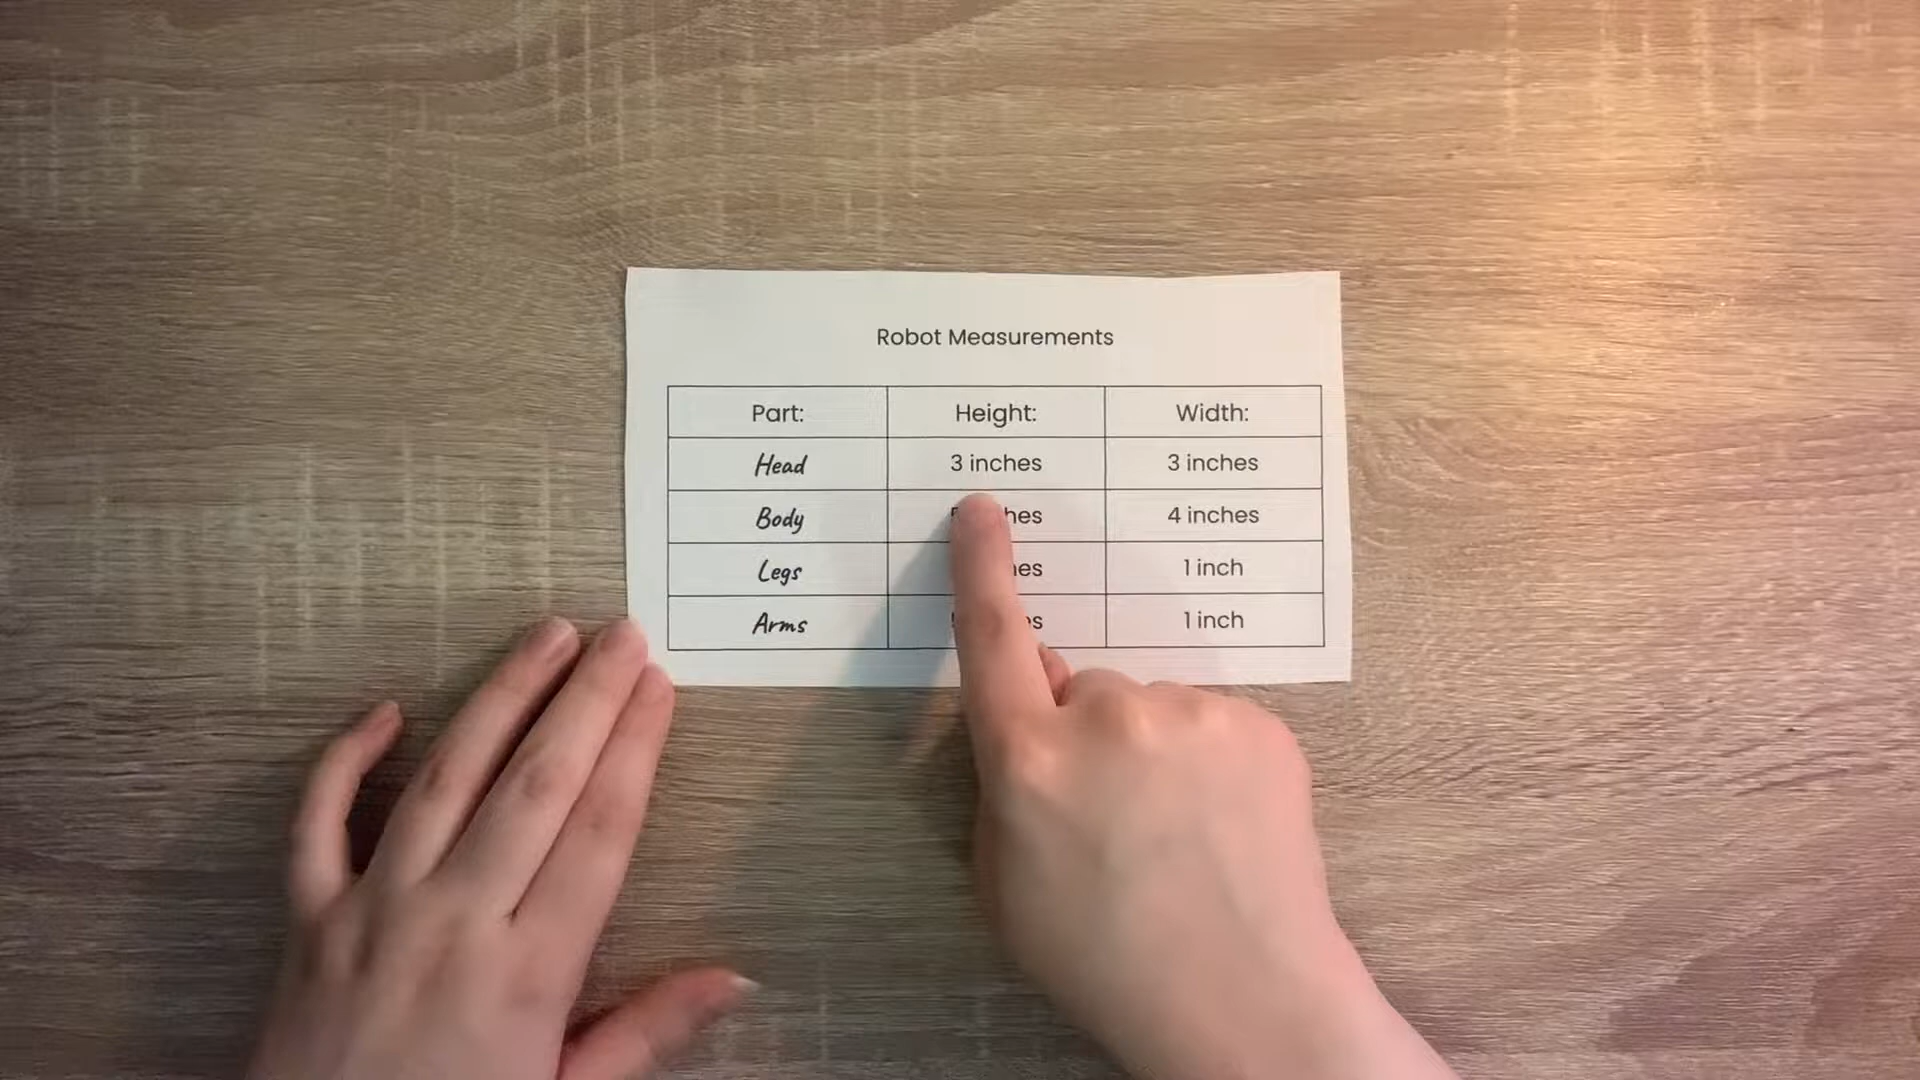 Robot Measurements
Part: Height: Width:
Head 3 inches 3 inches
Body 4 inches
Legs 1 inch
Arms 1 inch